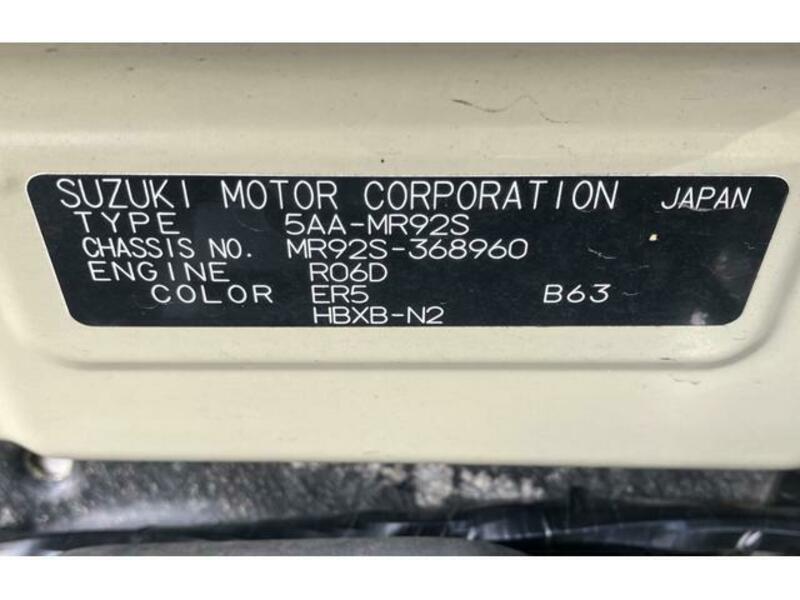 SUZUKI MOTOR CORPORATION JAPAN
TYPE 5AA-MR92S
CHASSIS NO. MR92S-368960
ENGINE R06D
COLOR ER5 B63
HBXB-N2